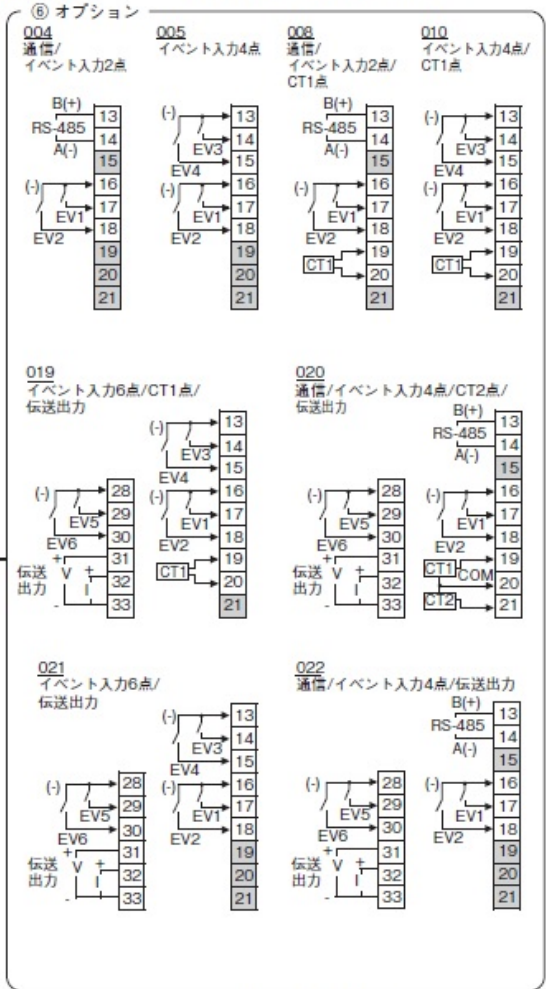 ⑥ オプション
004
通信/
イベント入力2点
B(+)
RS-485
A(-)
(-)
EV1
EV2
13
14
15
16
17
18
19
20
21
005
イベント入力4点
(-)
EV3
EV4
(-)
EV1
EV2
13
14
15
16
17
18
19
20
21
008
通信/
イベント入力2点/
CT1点
B(+)
RS-485
A(-)
(-)
EV1
EV2
CT1
13
14
15
16
17
18
19
20
21
010
イベント入力4点/
CT1点
(-)
EV3
EV4
(-)
EV1
EV2
CT1
13
14
15
16
17
18
19
20
21
019
イベント入力6点/CT1点/
伝送出力
(-)
EV5
EV6
伝送
出力
+
V
+
I
-
28
29
30
31
32
33
(-)
EV3
EV4
(-)
EV1
EV2
CT1
13
14
15
16
17
18
19
20
21
020
通信/イベント入力4点/CT2点/
伝送出力
(-)
EV5
EV6
伝送
出力
+
V
+
I
-
28
29
30
31
32
33
B(+)
RS-485
A(-)
(-)
EV1
EV2
CT1
COM
CT2
13
14
15
16
17
18
19
20
21
021
イベント入力6点/
伝送出力
(-)
EV5
EV6
伝送
出力
+
V
+
I
-
28
29
30
31
32
33
(-)
EV3
EV4
(-)
EV1
EV2
13
14
15
16
17
18
19
20
21
022
通信/イベント入力4点/伝送出力
(-)
EV5
EV6
伝送
出力
+
V
+
I
-
28
29
30
31
32
33
B(+)
RS-485
A(-)
(-)
EV1
EV2
13
14
15
16
17
18
19
20
21